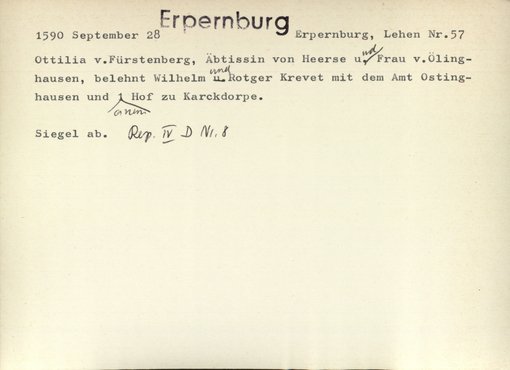 Erpernburg
1590 September 28 Erpernburg, Lehen Nr.57
Ottilia v.Fürstenberg, Äbtissin von Heerse u. und Frau v.Öling-
hausen, belehnt Wilhelm u. und Rotger Krevet mit dem Amt Osting-
hausen und 1 Hof zu Karckdorpe.
einem
Siegel ab. Rep. IV D Nr. 8